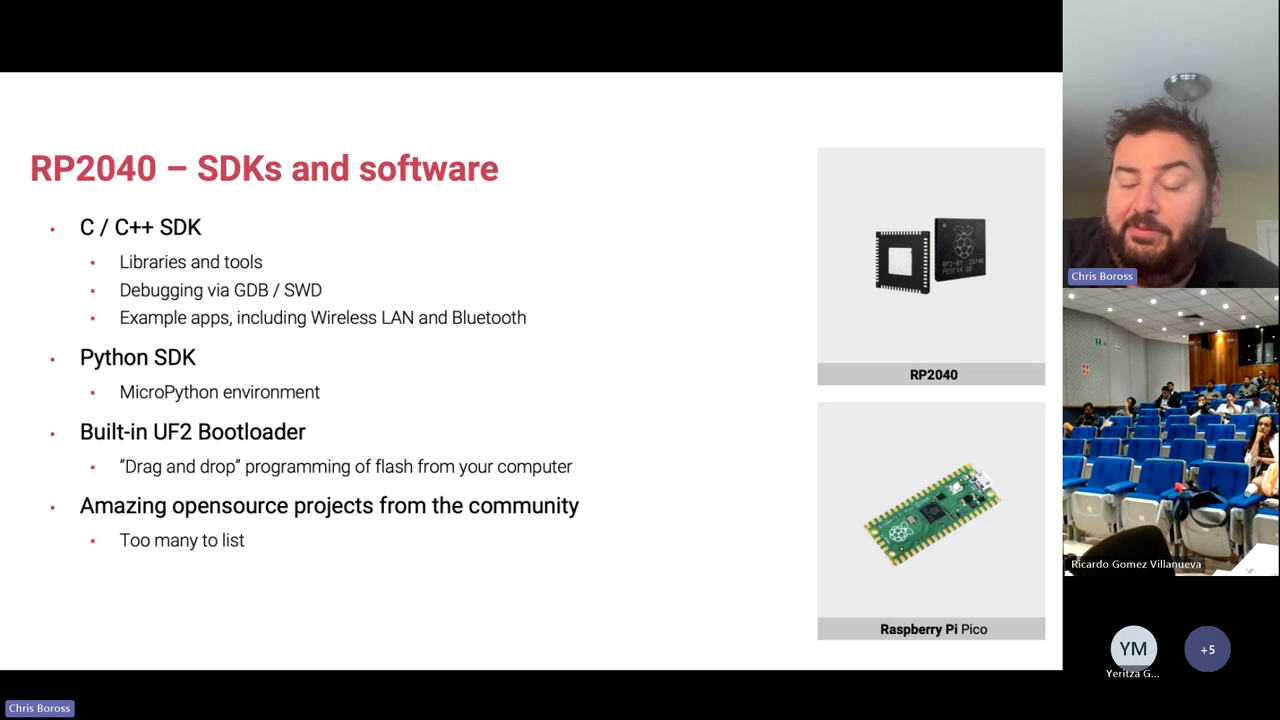 RP2040 – SDKs and software
• C / C++ SDK
• Libraries and tools
• Debugging via GDB / SWD
• Example apps, including Wireless LAN and Bluetooth
• Python SDK
• MicroPython environment
• Built-in UF2 Bootloader
• ”Drag and drop” programming of flash from your computer
• Amazing opensource projects from the community
• Too many to list
RP2040
Raspberry Pi Pico
Chris Boross
Ricardo Gomez Villanueva
YM
+5
Yeritza G...
Chris Boross